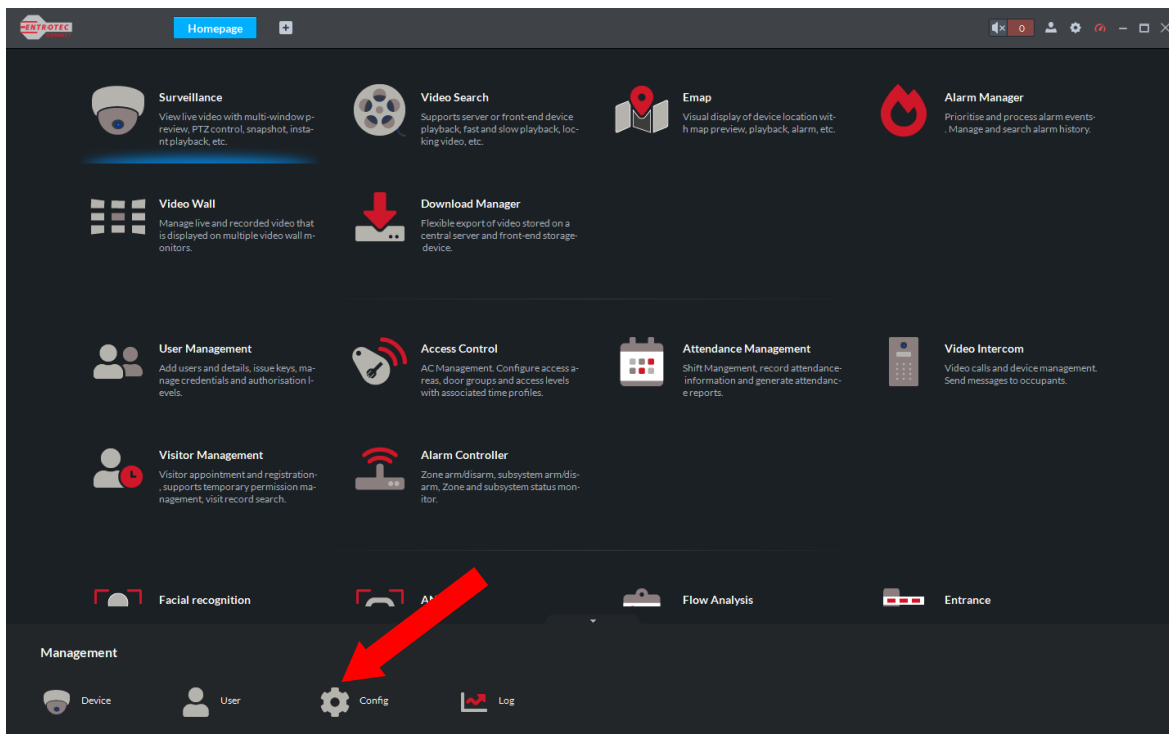 ENTROTEC
Homepage
0
Surveillance
View live video with multi-window p-
review, PTZ control, snapshot, insta-
nt playback, etc.
Video Search
Supports server or front-end device
playback, fast and slow playback, loc-
king video, etc.
Emap
Visual display of device location wit-
h map preview, playback, alarm, etc.
Alarm Manager
Prioritise and process alarm events-
. Manage and search alarm history.
Video Wall
Manage live and recorded video that
is displayed on multiple video wall m-
onitors.
Download Manager
Flexible export of video stored on a
central server and front-end storage-
device.
User Management
Add users and details, issue keys, ma-
nage credentials and authorisation l-
evels.
Access Control
AC Management. Configure access a-
reas, door groups and access levels
with associated time profiles.
Attendance Management
Shift Mangement, record attendance-
information and generate attendanc-
e reports.
Video Intercom
Video calls and device management.
Send messages to occupants.
Visitor Management
Visitor appointment and registration-
, supports temporary permission ma-
nagement, visit record search.
Alarm Controller
Zone arm/disarm, subsystem arm/dis-
arm, Zone and subsystem status mon-
itor.
Facial recognition
Flow Analysis
Entrance
Management
Device
User
Config
Log